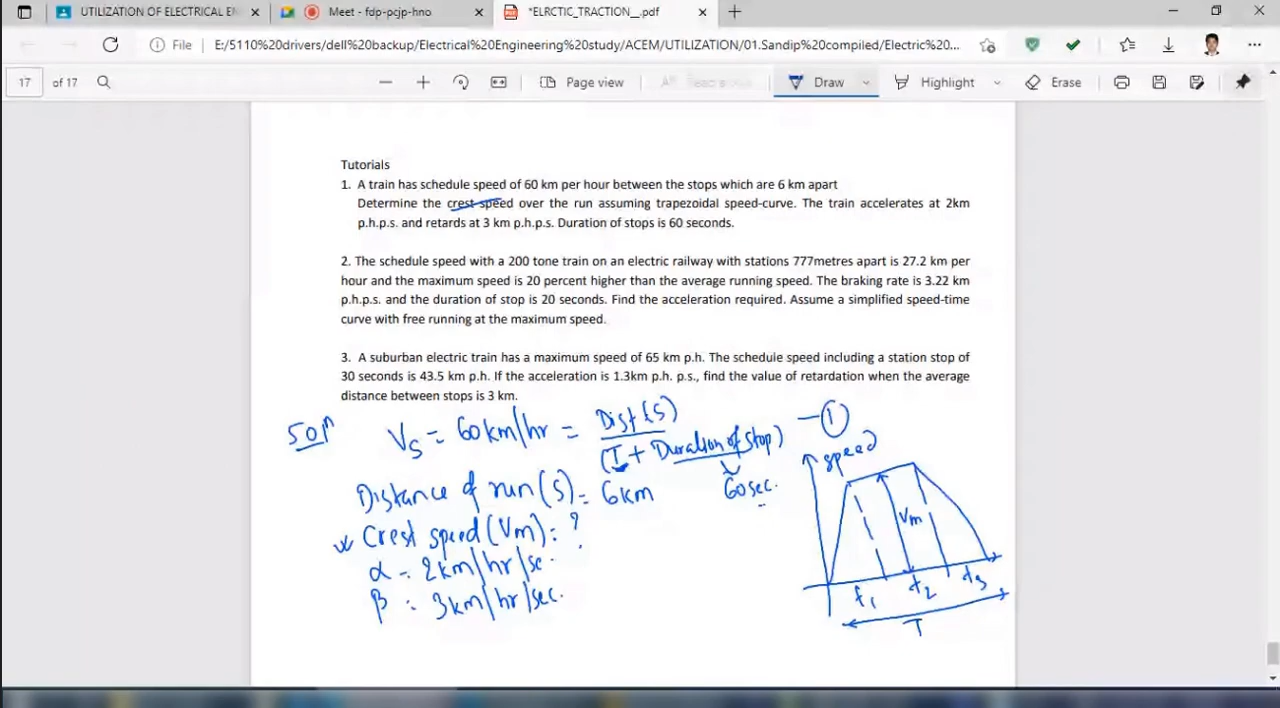 UTILIZATION OF ELECTRICAL E
Meet - fdp-pcjp-hno
*ELRCTIC_TRACTION__.pdf
File
E:/5110%20drivers/dell%20backup/Electrical%20Engineering%20study/ACEM/UTILIZATION/01.Sandip%20compiled/Electric%20...
17 of 17
Page view
Draw
Highlight
Erase
Tutorials
1. A train has schedule speed of 60 km per hour between the stops which are 6 km apart
Determine the crest speed over the run assuming trapezoidal speed-curve. The train accelerates at 2km
p.h.p.s. and retards at 3 km p.h.p.s. Duration of stops is 60 seconds.
2. The schedule speed with a 200 tone train on an electric railway with stations 777metres apart is 27.2 km per
hour and the maximum speed is 20 percent higher than the average running speed. The braking rate is 3.22 km
p.h.p.s. and the duration of stop is 20 seconds. Find the acceleration required. Assume a simplified speed-time
curve with free running at the maximum speed.
3. A suburban electric train has a maximum speed of 65 km p.h. The schedule speed including a station stop of
30 seconds is 43.5 km p.h. If the acceleration is 1.3km p.h. p.s., find the value of retardation when the average
distance between stops is 3 km.
Solⁿ
Vs = 60km/hr = Dist(S) — ①
(T + Duration of stop)
60sec.
Distance of run(S) = 6km
Crest speed(Vm) = ?
α = 2km/hr/se.
β = 3km/hr/sec.
speed
Vm
t1 t2 t3
T